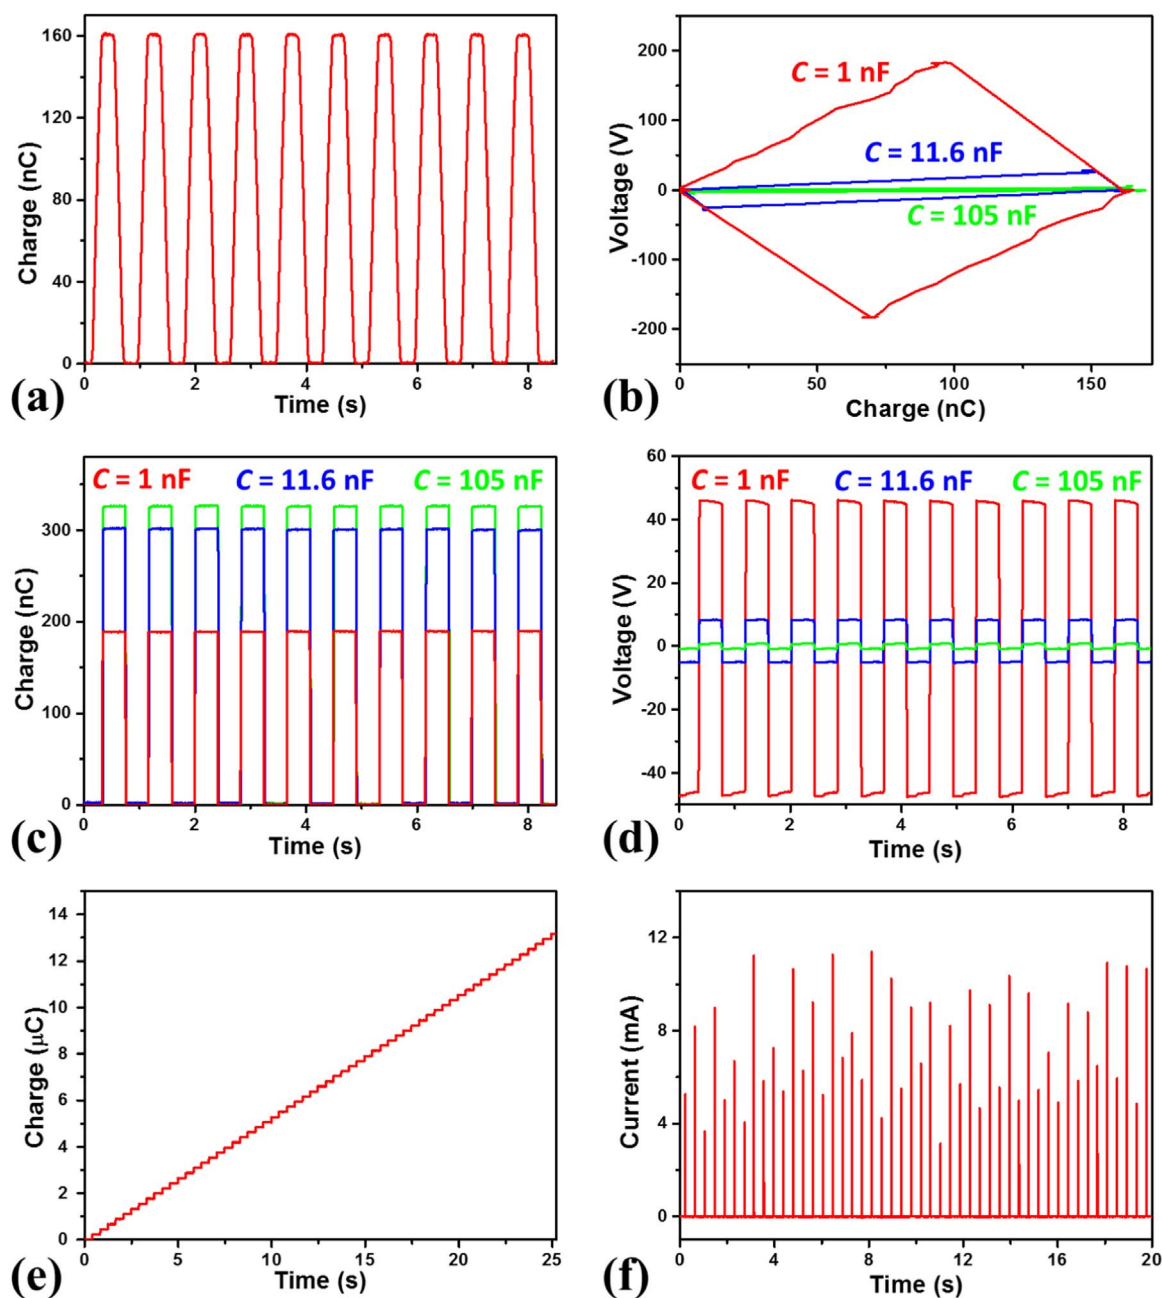 160
120
80
40
0
Charge (nC)
0 2 4 6 8
Time (s)
(a)
200
100
0
-100
-200
Voltage (V)
C = 1 nF
C = 11.6 nF
C = 105 nF
0 50 100 150
Charge (nC)
(b)
C = 1 nF C = 11.6 nF C = 105 nF
300
200
100
0
Charge (nC)
0 2 4 6 8
Time (s)
(c)
60
40
20
0
-20
-40
Voltage (V)
C = 1 nF C = 11.6 nF C = 105 nF
0 2 4 6 8
Time (s)
(d)
14
12
10
8
6
4
2
0
Charge (μC)
0 5 10 15 20 25
Time (s)
(e)
12
8
4
0
Current (mA)
0 4 8 12 16 20
Time (s)
(f)